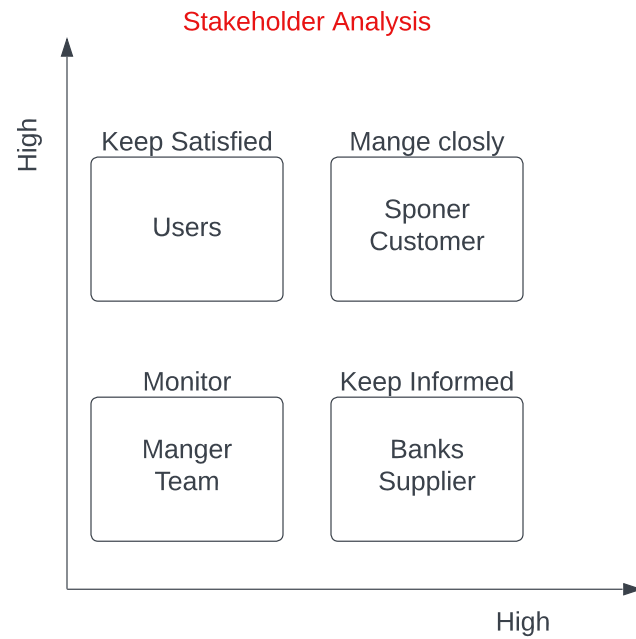 Stakeholder Analysis
High
Keep Satisfied
Users
Mange closly
Sponer
Customer
Monitor
Manger
Team
Keep Informed
Banks
Supplier
High